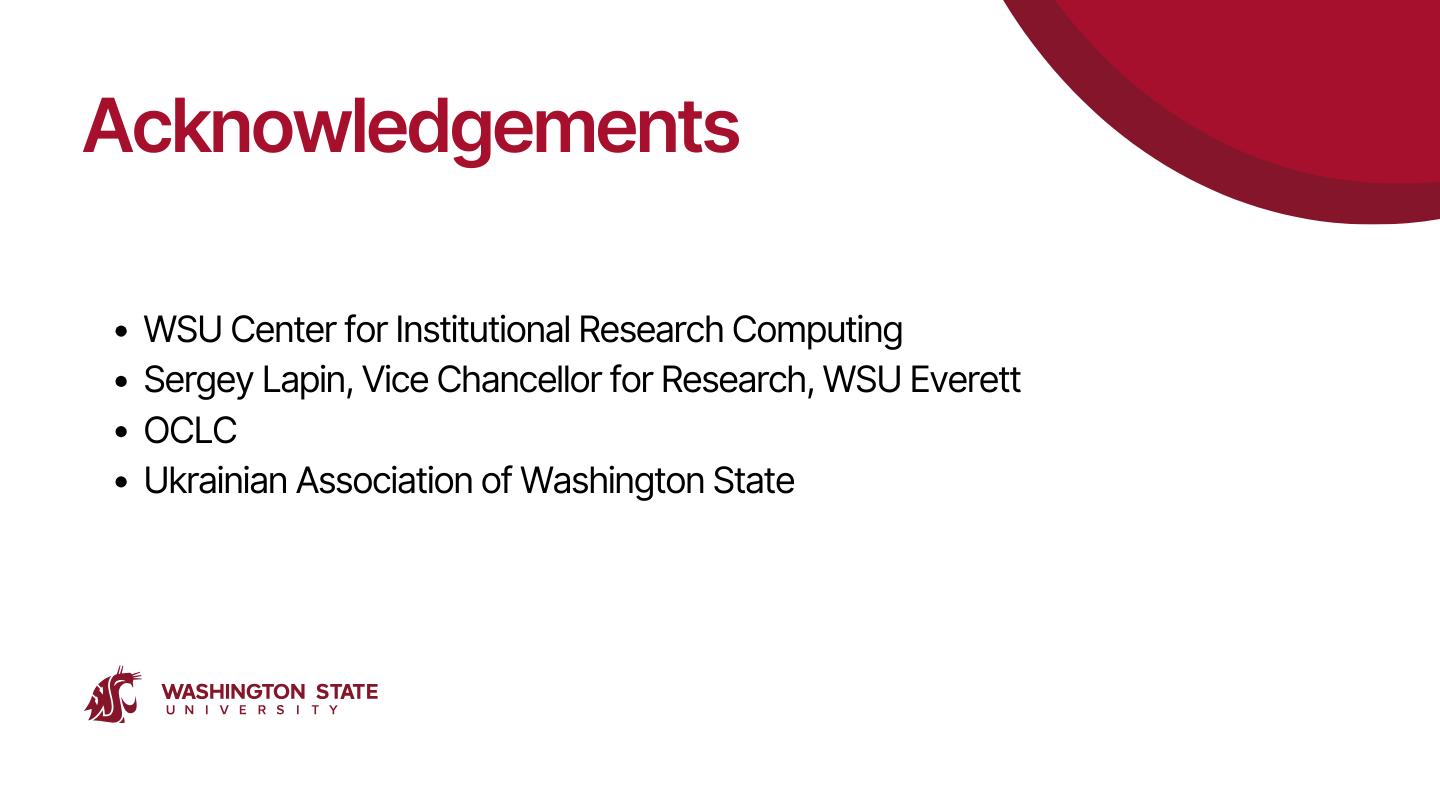 Acknowledgements
• WSU Center for Institutional Research Computing
• Sergey Lapin, Vice Chancellor for Research, WSU Everett
• OCLC
• Ukrainian Association of Washington State
WASHINGTON STATE
UNIVERSITY